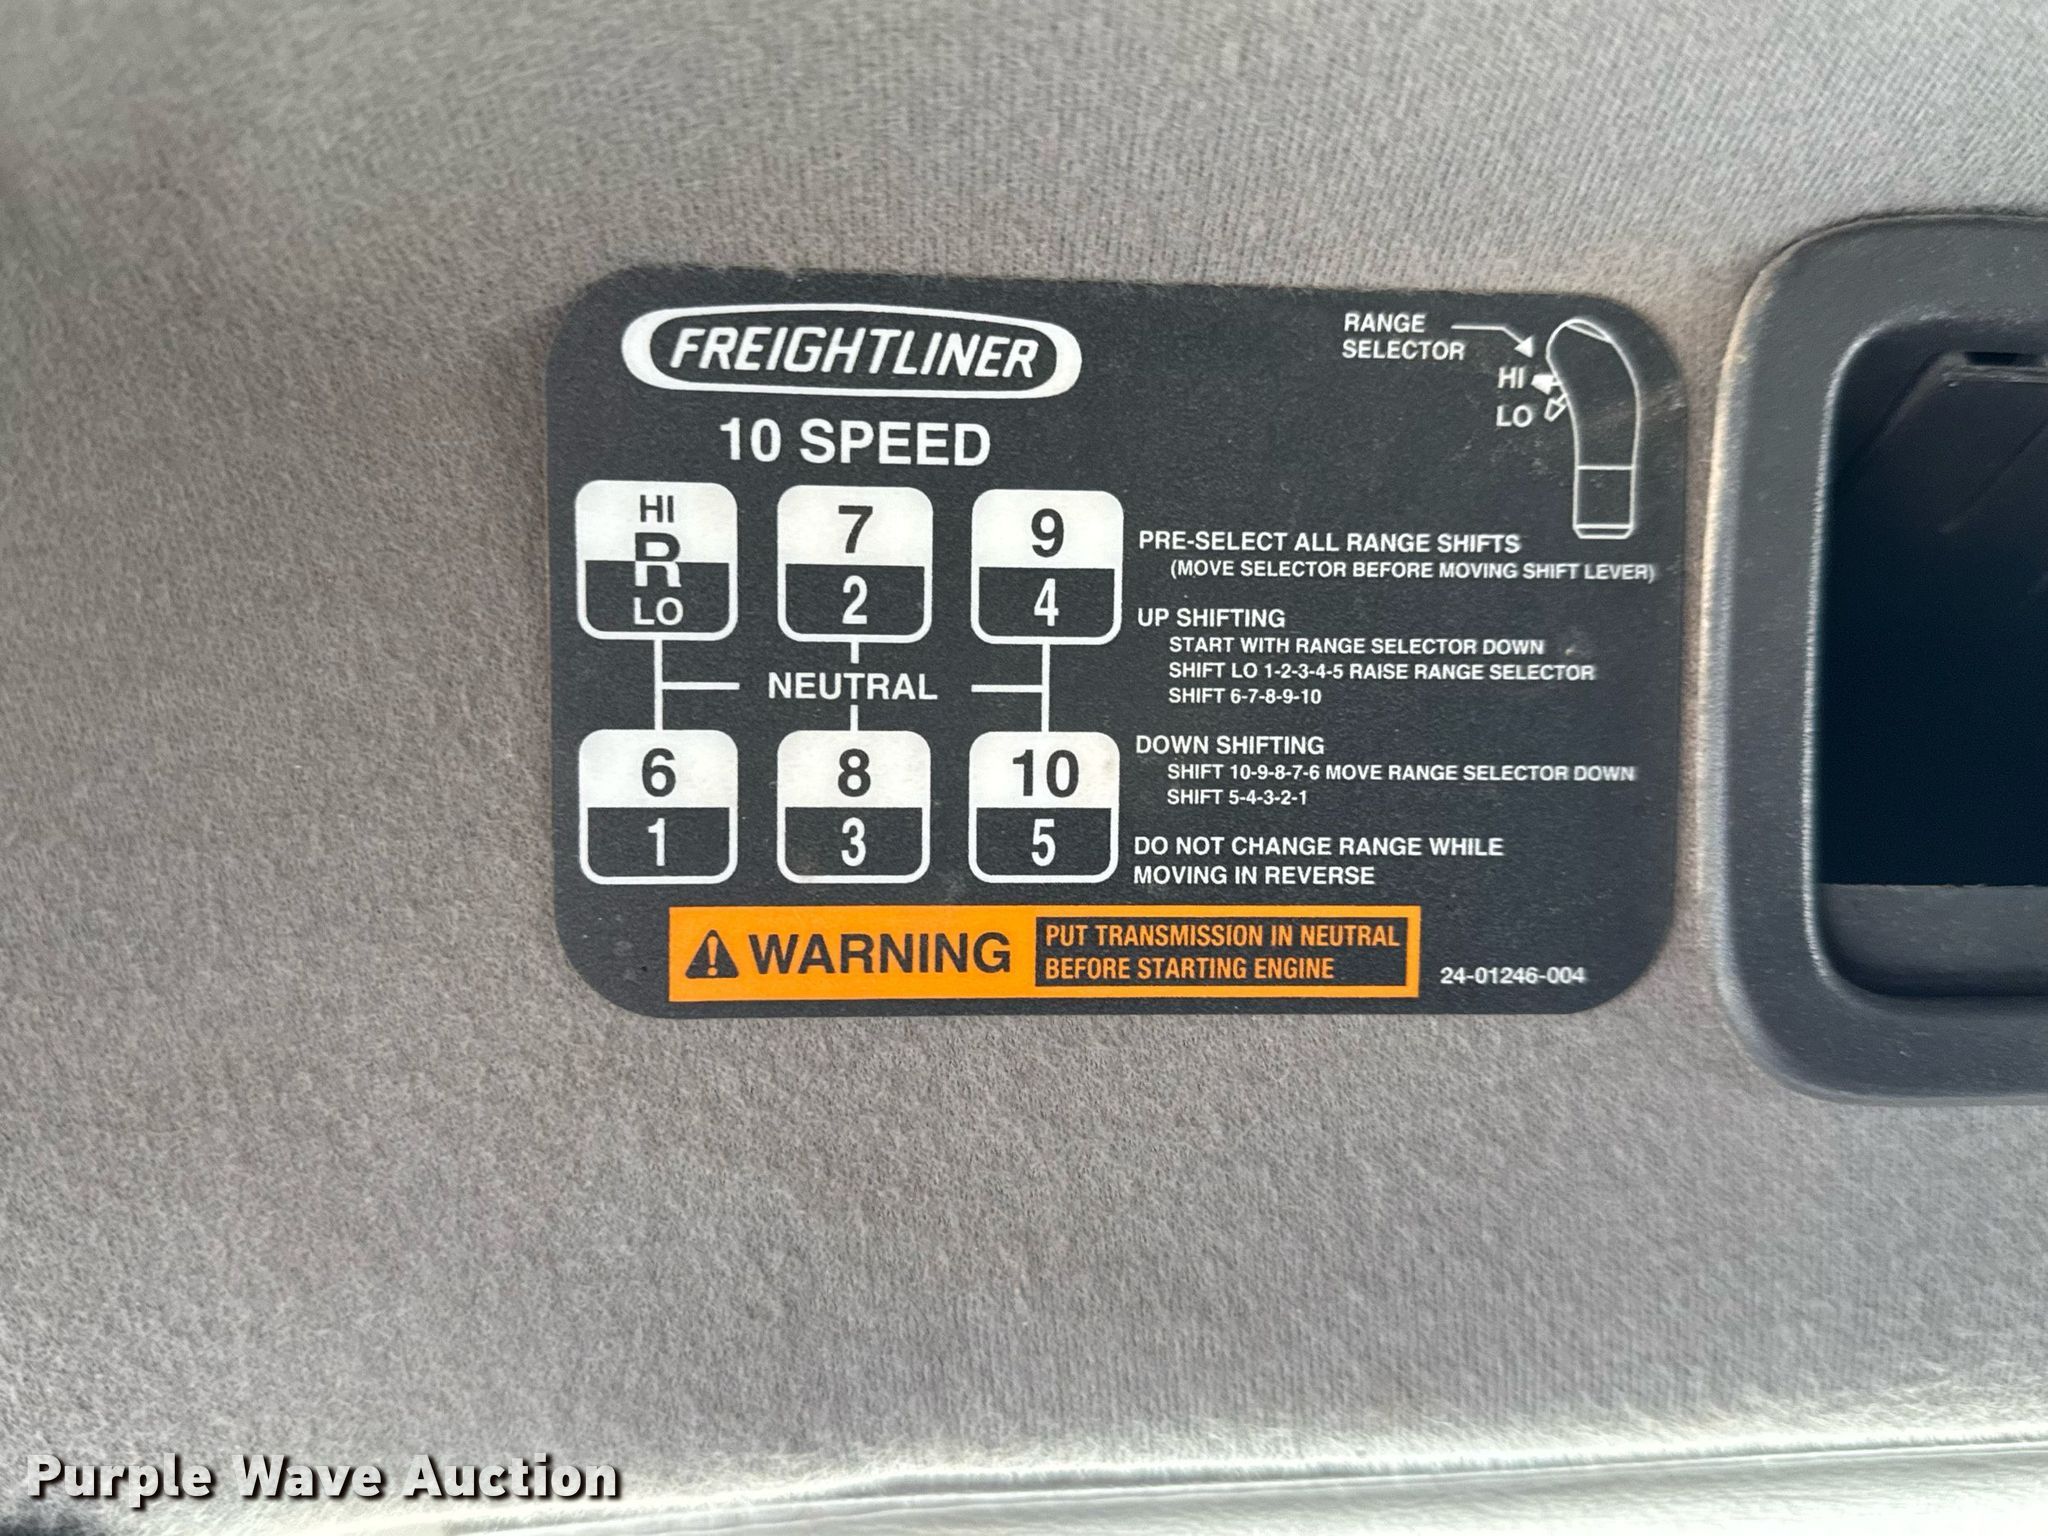 FREIGHTLINER
10 SPEED
RANGE
SELECTOR
HI
LO
HI
R
LO
7
2
9
4
NEUTRAL
6
1
8
3
10
5
PRE-SELECT ALL RANGE SHIFTS
(MOVE SELECTOR BEFORE MOVING SHIFT LEVER)
UP SHIFTING
START WITH RANGE SELECTOR DOWN
SHIFT LO 1-2-3-4-5 RAISE RANGE SELECTOR
SHIFT 6-7-8-9-10
DOWN SHIFTING
SHIFT 10-9-8-7-6 MOVE RANGE SELECTOR DOWN
SHIFT 5-4-3-2-1
DO NOT CHANGE RANGE WHILE
MOVING IN REVERSE
WARNING
PUT TRANSMISSION IN NEUTRAL
BEFORE STARTING ENGINE
24-01246-004
Purple Wave Auction